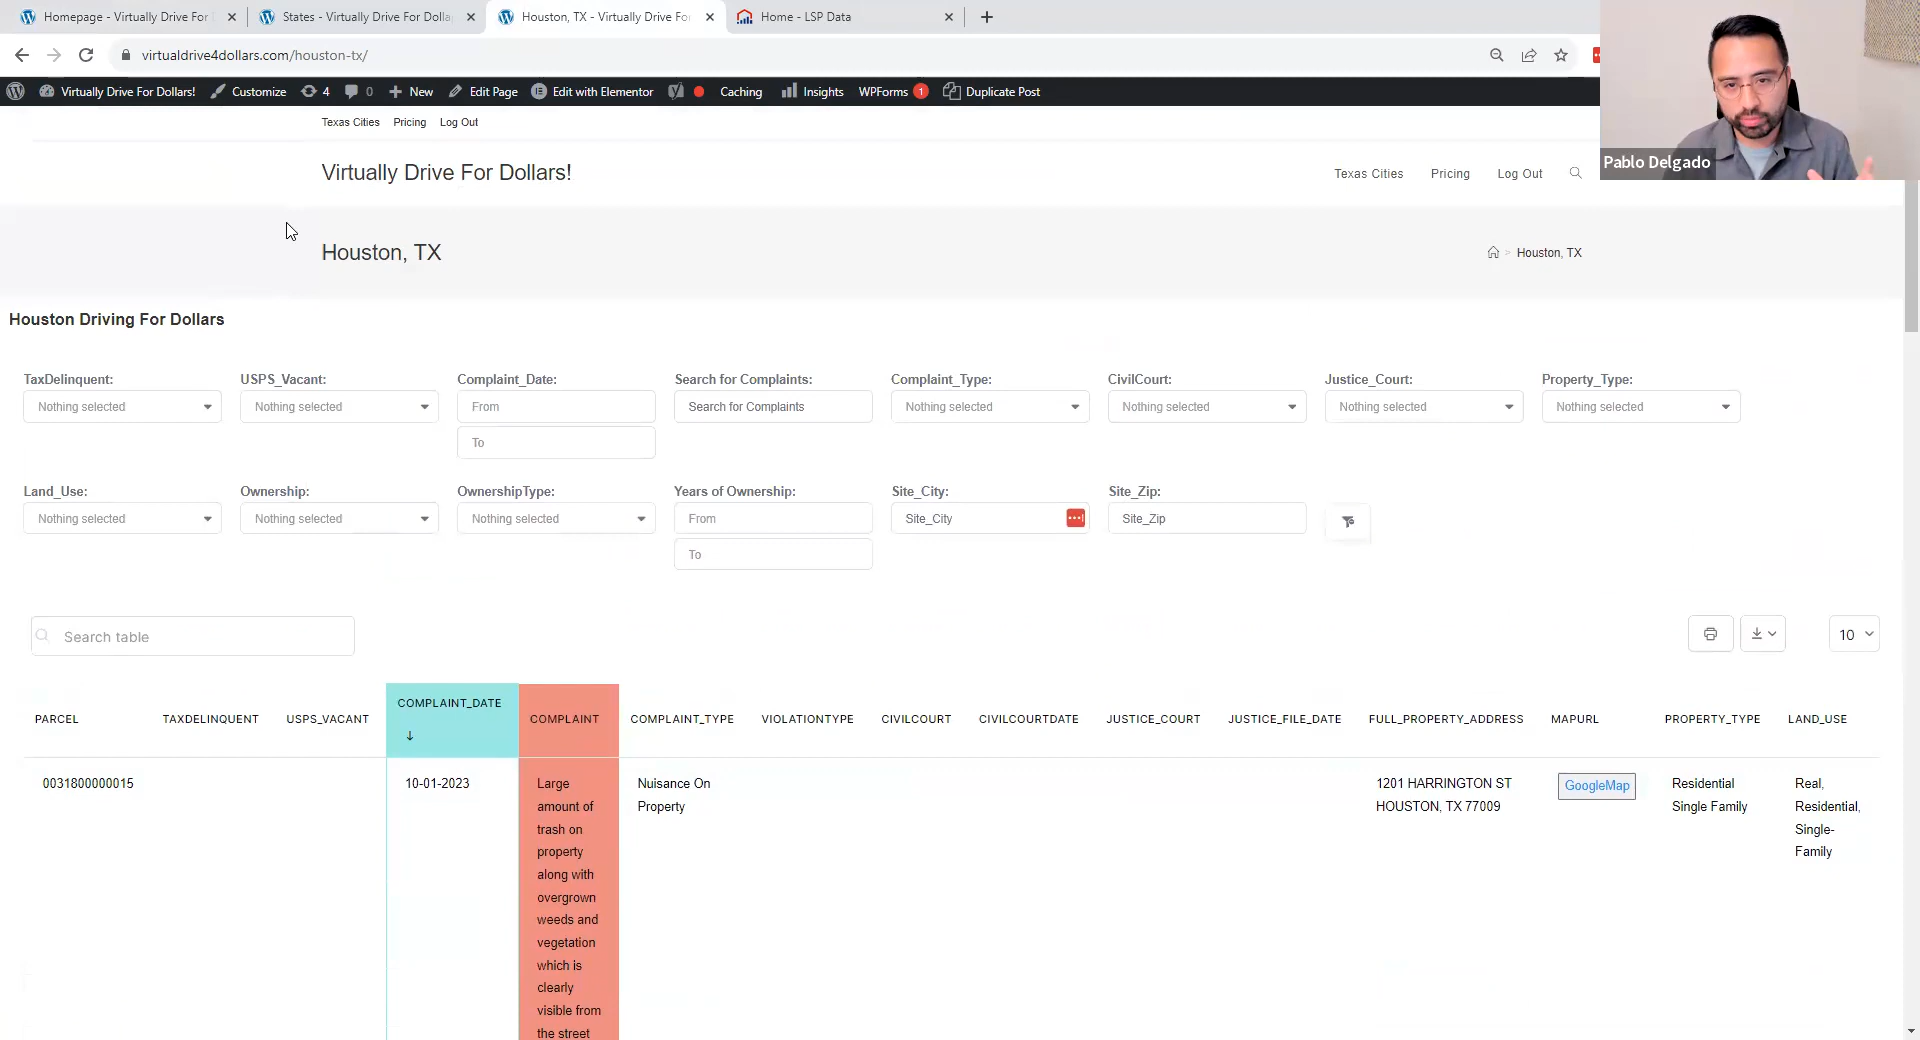 Homepage - Virtually Drive For D
States - Virtually Drive For Dolla
Houston, TX - Virtually Drive Fo
Home - LSP Data
virtualdrive4dollars.com/houston-tx/
Virtually Drive For Dollars!
Customize
4
0
New
Edit Page
Edit with Elementor
Caching
Insights
WPForms
1
Duplicate Post
Pablo Delgado
Texas Cities
Pricing
Log Out
Virtually Drive For Dollars!
Texas Cities
Pricing
Log Out
Houston, TX
> Houston, TX
Houston Driving For Dollars
TaxDelinquent:
USPS_Vacant:
Complaint_Date:
Search for Complaints:
Complaint_Type:
CivilCourt:
Justice_Court:
Property_Type:
Nothing selected
Nothing selected
From
Search for Complaints
Nothing selected
Nothing selected
Nothing selected
Nothing selected
To
Land_Use:
Ownership:
OwnershipType:
Years of Ownership:
Site_City:
Site_Zip:
Nothing selected
Nothing selected
Nothing selected
From
Site_City
Site_Zip
To
Search table
10
PARCEL
TAXDELINQUENT
USPS_VACANT
COMPLAINT_DATE
COMPLAINT
COMPLAINT_TYPE
VIOLATIONTYPE
CIVILCOURT
CIVILCOURTDATE
JUSTICE_COURT
JUSTICE_FILE_DATE
FULL_PROPERTY_ADDRESS
MAPURL
PROPERTY_TYPE
LAND_USE
0031800000015
10-01-2023
Large
amount of
trash on
property
along with
overgrown
weeds and
vegetation
which is
clearly
visible from
the street
Nuisance On
Property
1201 HARRINGTON ST
HOUSTON, TX 77009
GoogleMap
Residential
Single Family
Real,
Residential,
Single-
Family